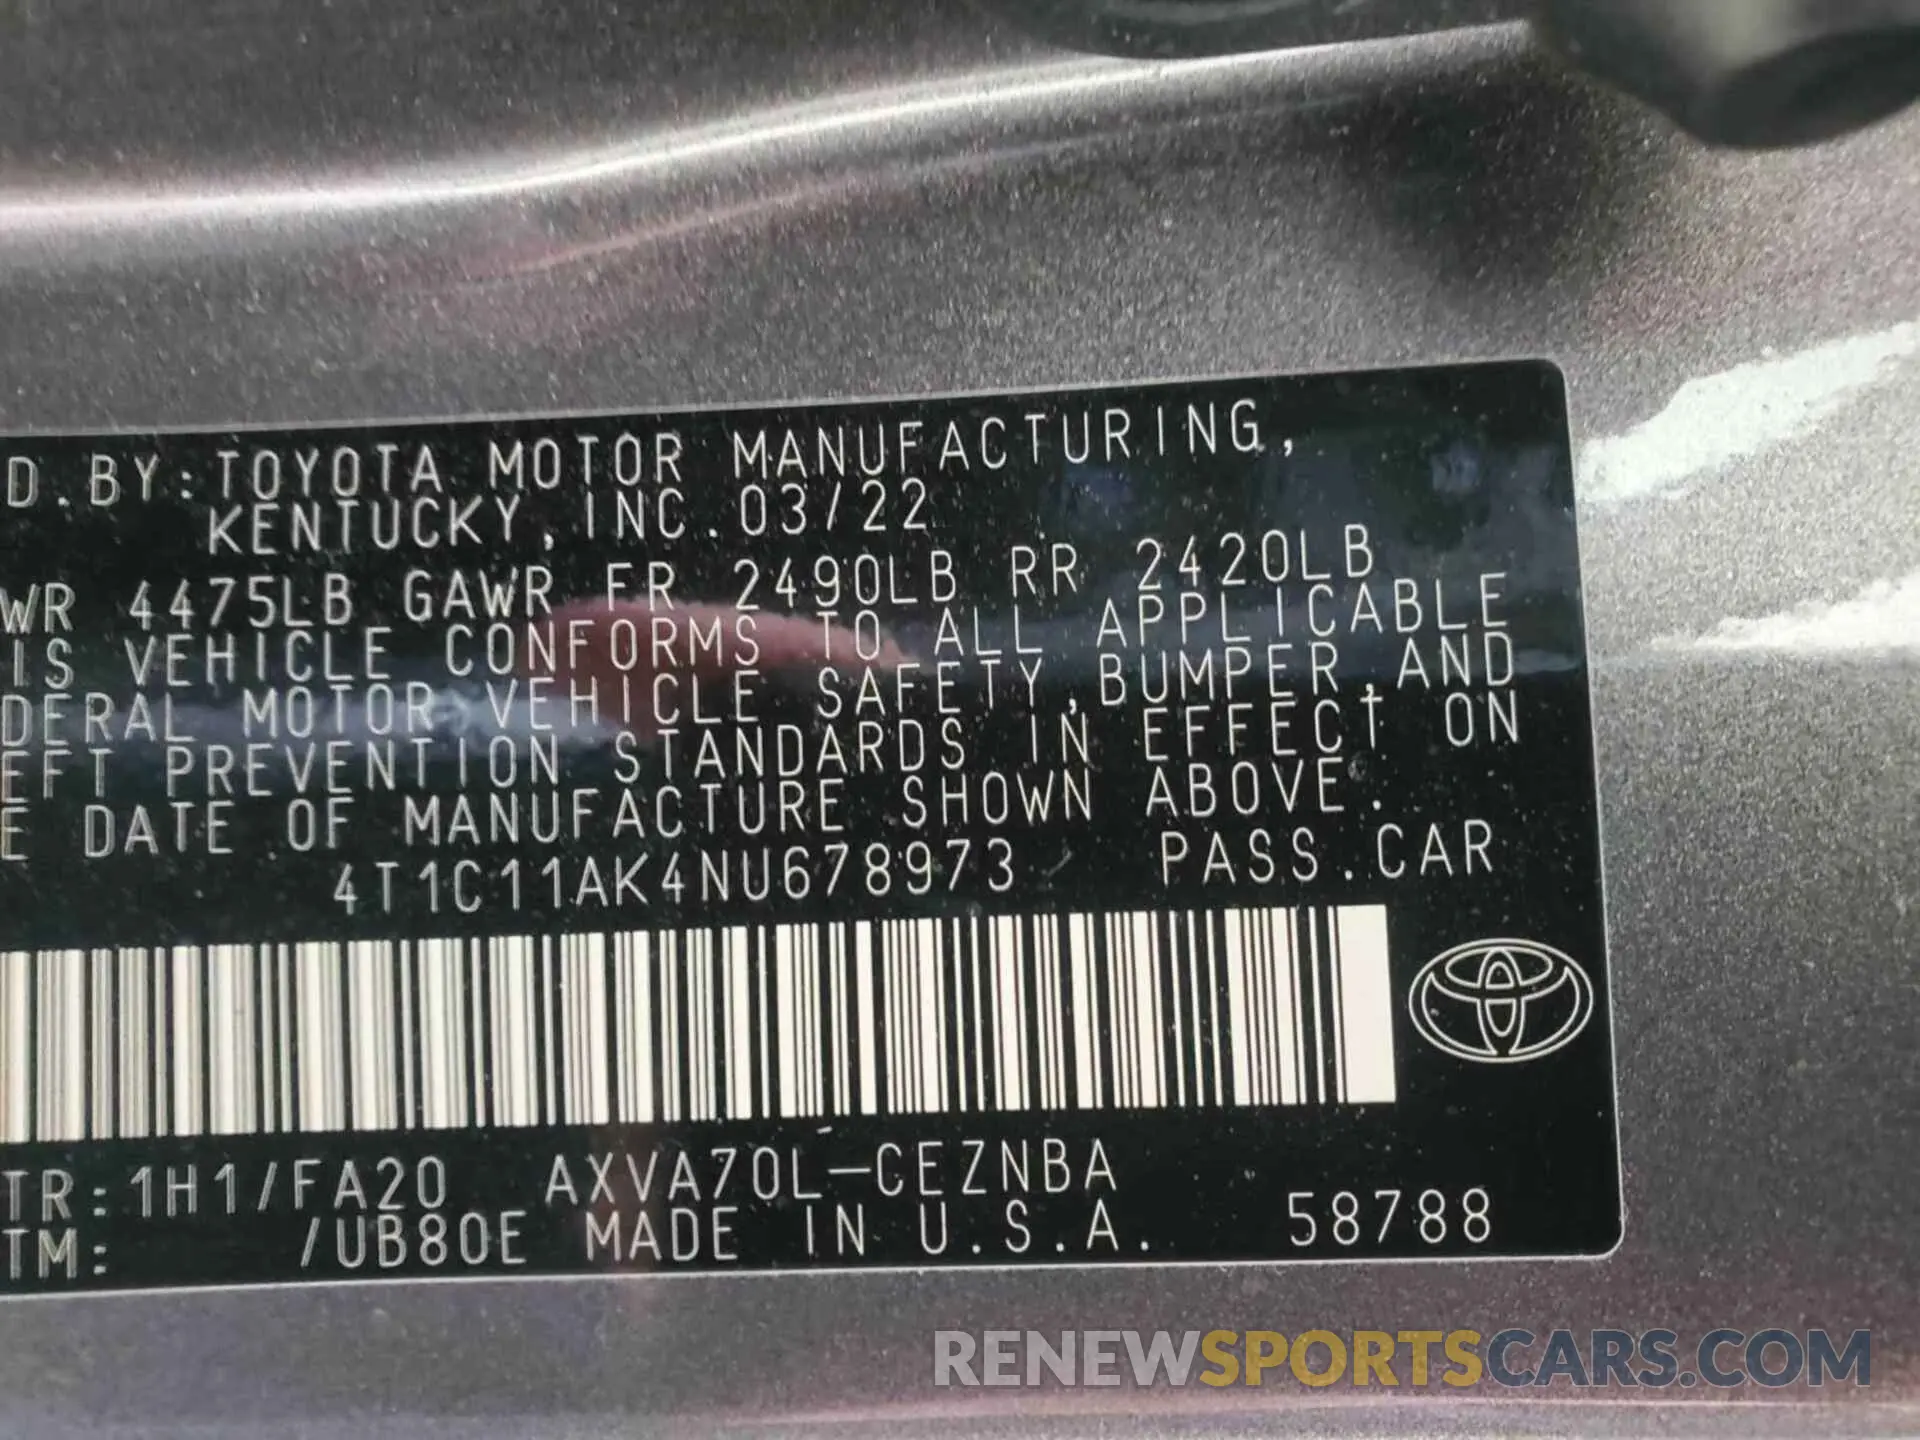 D. BY: TOYOTA MOTOR MANUFACTURING,
KENTUCKY, INC. 03/22
WR 4475LB GAWR FR 2490LB RR 2420LB
IS VEHICLE CONFORMS TO ALL APPLICABLE
DERAL MOTOR VEHICLE SAFETY, BUMPER, AND
EFT PREVENTION STANDARDS IN EFFECT ON
E DATE OF MANUFACTURE SHOWN ABOVE.
4T1C11AK4NU678973 PASS. CAR
TR: 1H1/FA20 AXVA70L-CEZNBA
TM: /UB80E MADE IN U.S.A. 58788
RENEWSPORTSCARS.COM